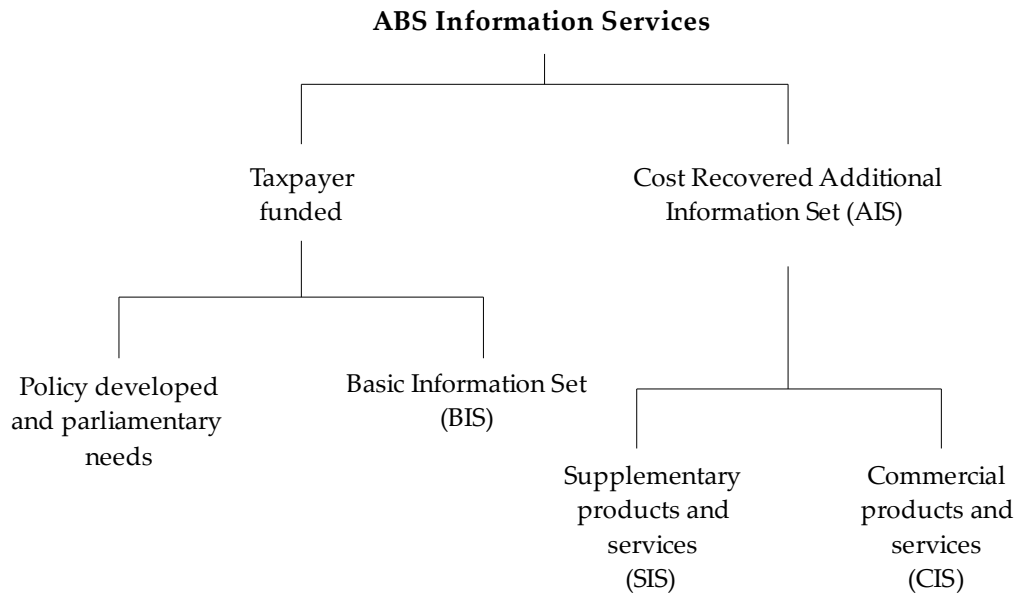 ABS Information Services
Taxpayer
funded
Cost Recovered Additional
Information Set (AIS)
Policy developed
and parliamentary
needs
Basic Information Set
(BIS)
Supplementary
products and
services
(SIS)
Commercial
products and
services
(CIS)